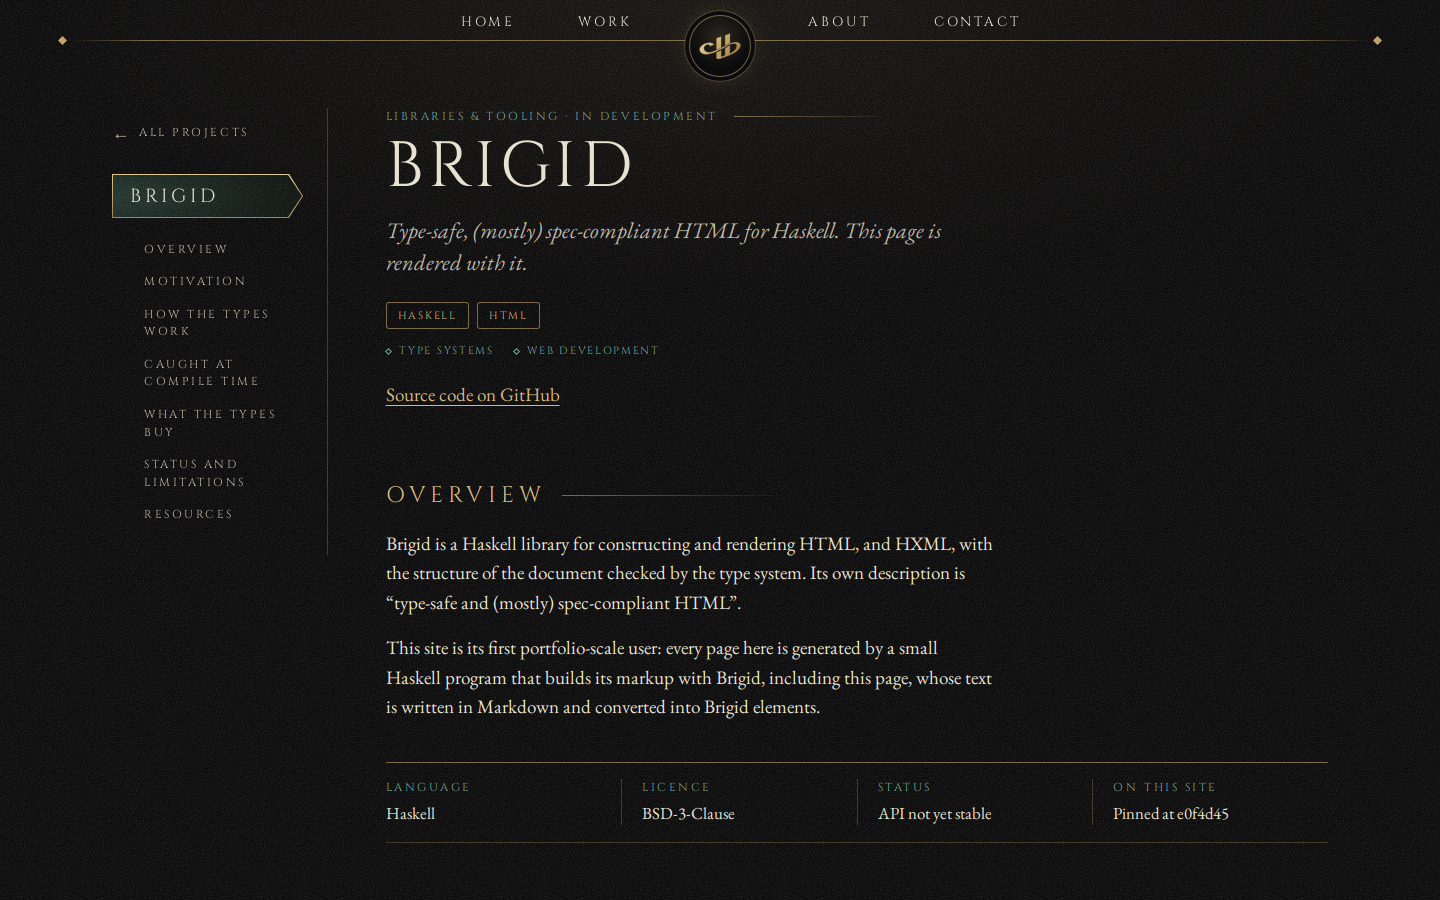 HOME WORK ABOUT CONTACT
← ALL PROJECTS
BRIGID
OVERVIEW
MOTIVATION
HOW THE TYPES
WORK
CAUGHT AT
COMPILE TIME
WHAT THE TYPES
BUY
STATUS AND
LIMITATIONS
RESOURCES
LIBRARIES & TOOLING · IN DEVELOPMENT
BRIGID
Type-safe, (mostly) spec-compliant HTML for Haskell. This page is
rendered with it.
HASKELL HTML
TYPE SYSTEMS WEB DEVELOPMENT
Source code on GitHub
OVERVIEW
Brigid is a Haskell library for constructing and rendering HTML, and HXML, with
the structure of the document checked by the type system. Its own description is
“type-safe and (mostly) spec-compliant HTML”.
This site is its first portfolio-scale user: every page here is generated by a small
Haskell program that builds its markup with Brigid, including this page, whose text
is written in Markdown and converted into Brigid elements.
LANGUAGE LICENCE STATUS ON THIS SITE
Haskell BSD-3-Clause API not yet stable Pinned at e0f4d45